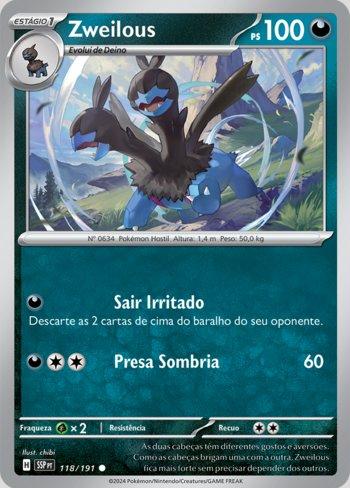 ESTÁGIO 1
Zweilous
PS 100
Evolui de Deino
Nº 0634 Pokémon Hostil Altura: 1,4 m Peso: 50,0 kg
Sair Irritado
Descarte as 2 cartas de cima do baralho do seu oponente.
Presa Sombria 60
Fraqueza × 2 Resistência Recuo
Ilust. chibi
H SSP PT 118/191
As duas cabeças têm diferentes gostos e aversões.
Como as cabeças brigam uma com a outra, Zweilous
fica mais forte sem precisar depender dos outros.
©2024 Pokémon/Nintendo/Creatures/GAME FREAK